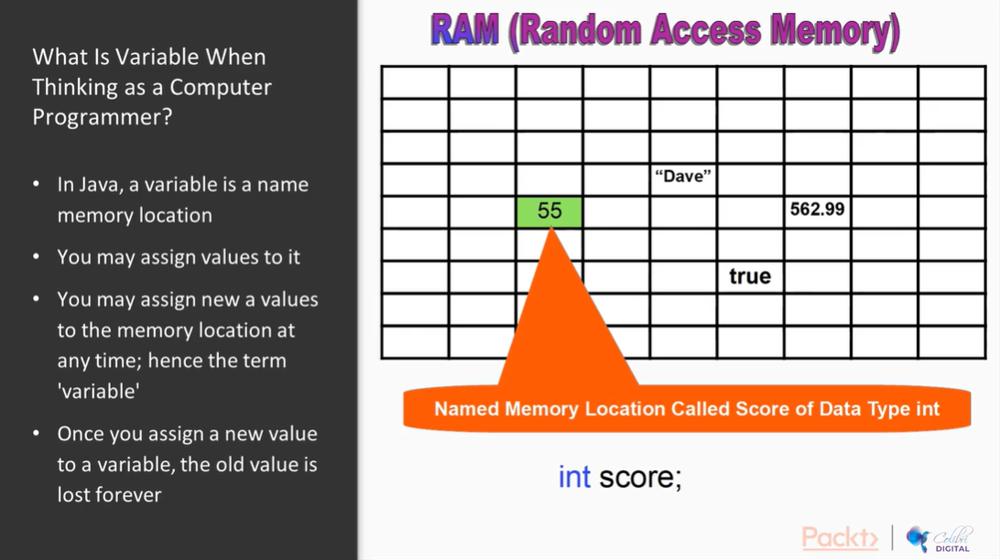 What Is Variable When
Thinking as a Computer
Programmer?
• In Java, a variable is a name
memory location
• You may assign values to it
• You may assign new a values
to the memory location at
any time; hence the term
'variable'
• Once you assign a new value
to a variable, the old value is
lost forever
RAM (Random Access Memory)
“Dave”
55
562.99
true
Named Memory Location Called Score of Data Type int
int score;
Packt>
Colibri
DIGITAL